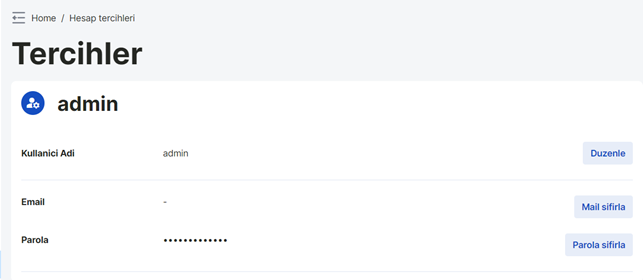 Home / Hesap tercihleri
Tercihler
admin
Kullanici Adi admin Duzenle
Email - Mail sifirla
Parola ••••••••••••• Parola sifirla